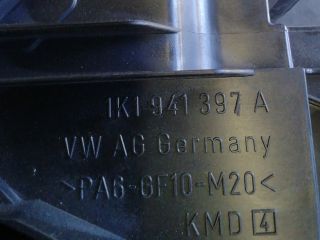 1K1-941 397 A
VW AG Germany
>PA6-GF10-M20<
KMD 4